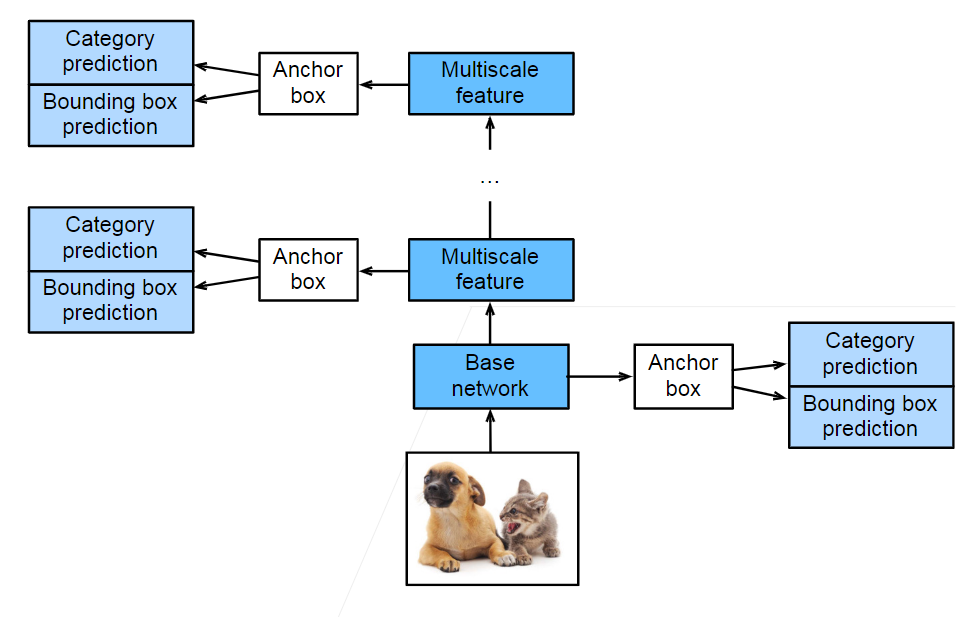 Category
prediction
Bounding box
prediction
Anchor
box
Multiscale
feature
...
Category
prediction
Bounding box
prediction
Anchor
box
Multiscale
feature
Base
network
Anchor
box
Category
prediction
Bounding box
prediction